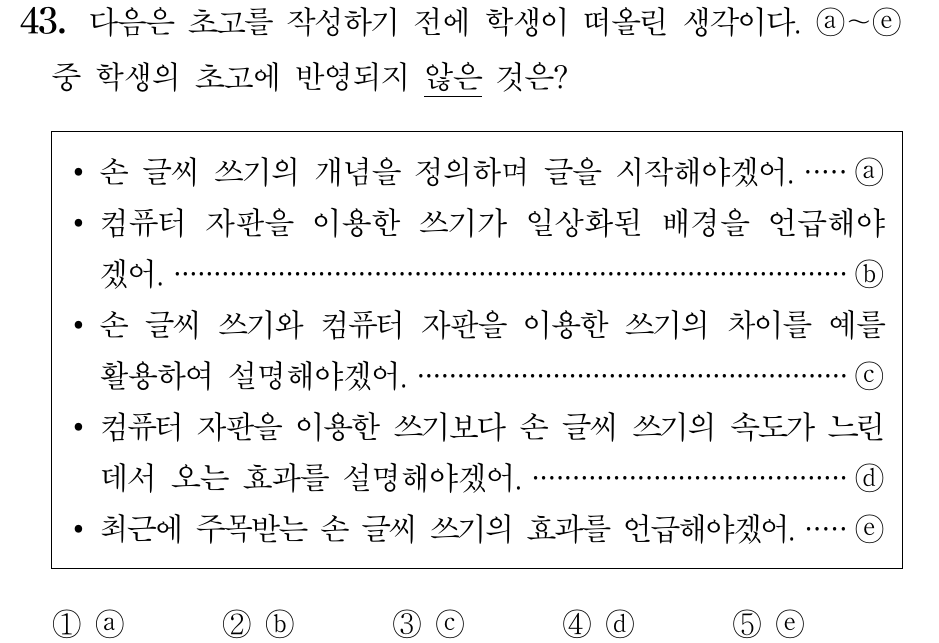 43. 다음은 초고를 작성하기 전에 학생이 떠올린 생각이다. ⓐ~ⓔ
중 학생의 초고에 반영되지 않은 것은?
• 손 글씨 쓰기의 개념을 정의하며 글을 시작해야겠어. ····· ⓐ
• 컴퓨터 자판을 이용한 쓰기가 일상화된 배경을 언급해야
겠어. ····· ⓑ
• 손 글씨 쓰기와 컴퓨터 자판을 이용한 쓰기의 차이를 예를
활용하여 설명해야겠어. ····· ⓒ
• 컴퓨터 자판을 이용한 쓰기보다 손 글씨 쓰기의 속도가 느린
데서 오는 효과를 설명해야겠어. ····· ⓓ
• 최근에 주목받는 손 글씨 쓰기의 효과를 언급해야겠어. ····· ⓔ
① ⓐ ② ⓑ ③ ⓒ ④ ⓓ ⑤ ⓔ